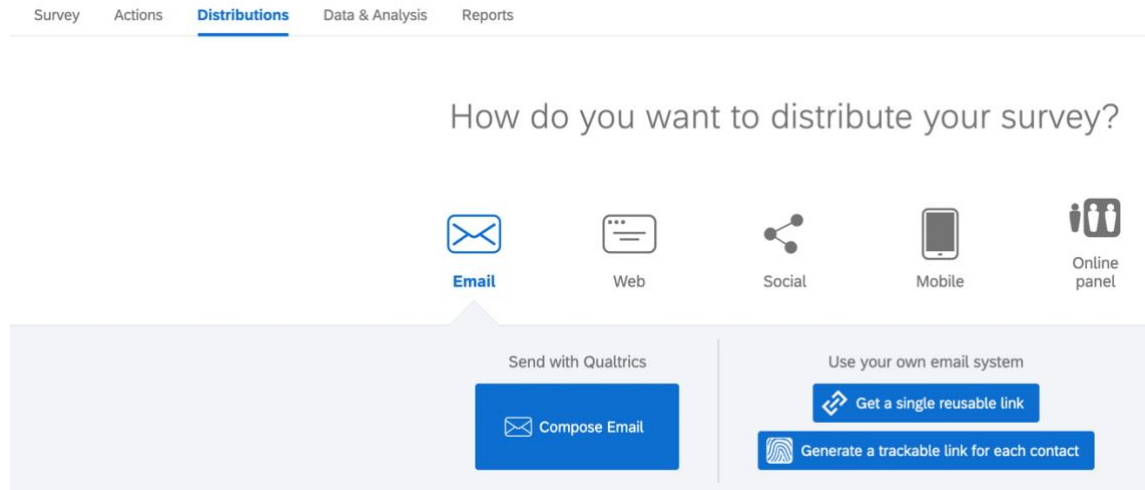 Survey Actions Distributions Data & Analysis Reports
How do you want to distribute your survey?
Email Web Social Mobile Online panel
Send with Qualtrics
Compose Email
Use your own email system
Get a single reusable link
Generate a trackable link for each contact